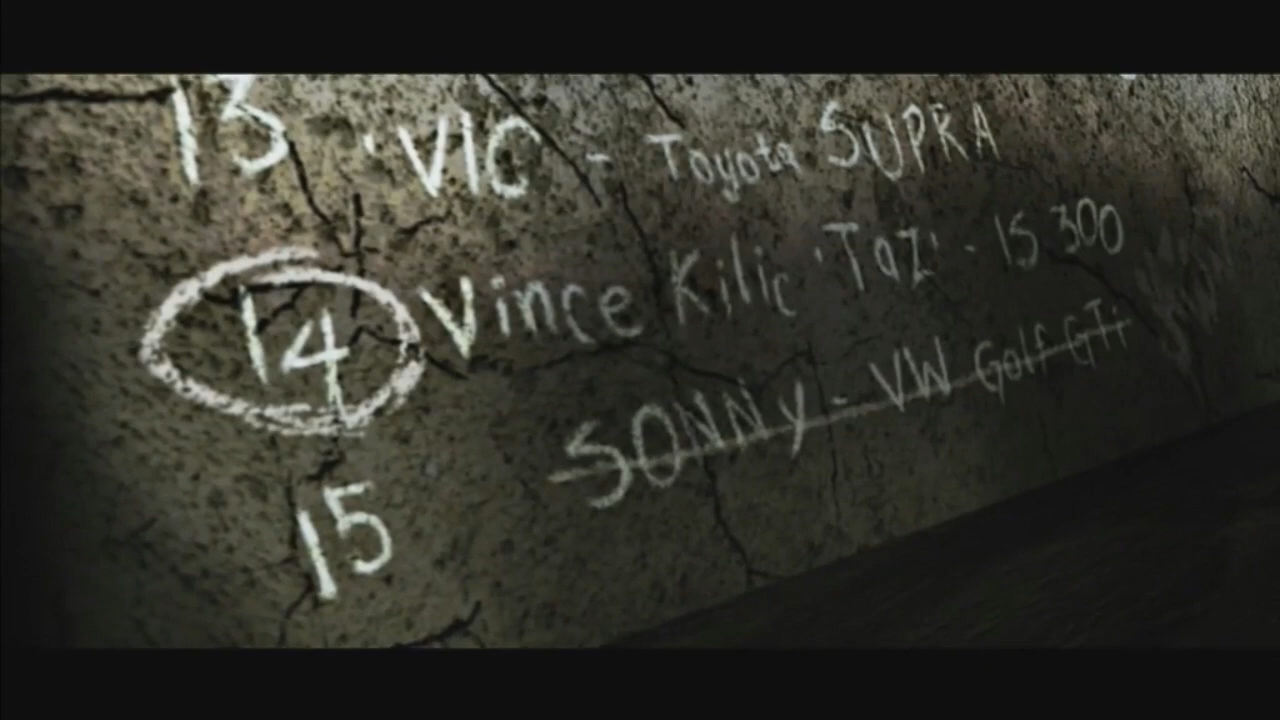 13 'VIC' - Toyota SUPRA
14 Vince Kilic 'Taz' - IS 300
15 SONNY - VW Golf GTi